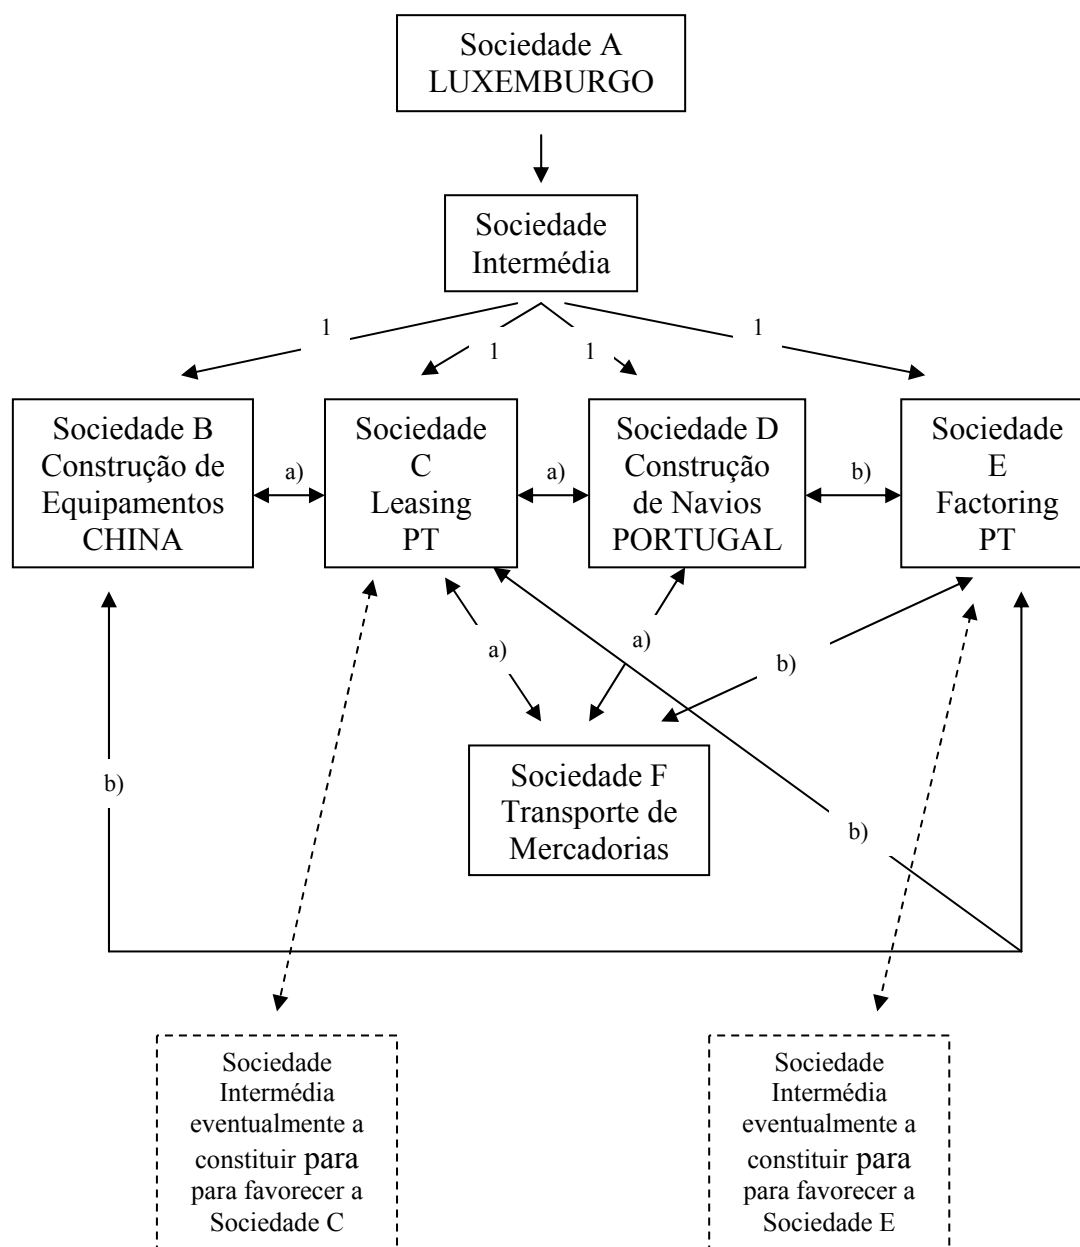 Sociedade A
LUXEMBURGO
Sociedade
Intermédia
1
1
1
1
Sociedade B
Construção de
Equipamentos
CHINA
a)
Sociedade
C
Leasing
PT
a)
Sociedade D
Construção
de Navios
PORTUGAL
b)
Sociedade
E
Factoring
PT
a)
a)
b)
Sociedade F
Transporte de
Mercadorias
b)
b)
Sociedade
Intermédia
eventualmente a
constituir para
para favorecer a
Sociedade C
Sociedade
Intermédia
eventualmente a
constituir para
para favorecer a
Sociedade E